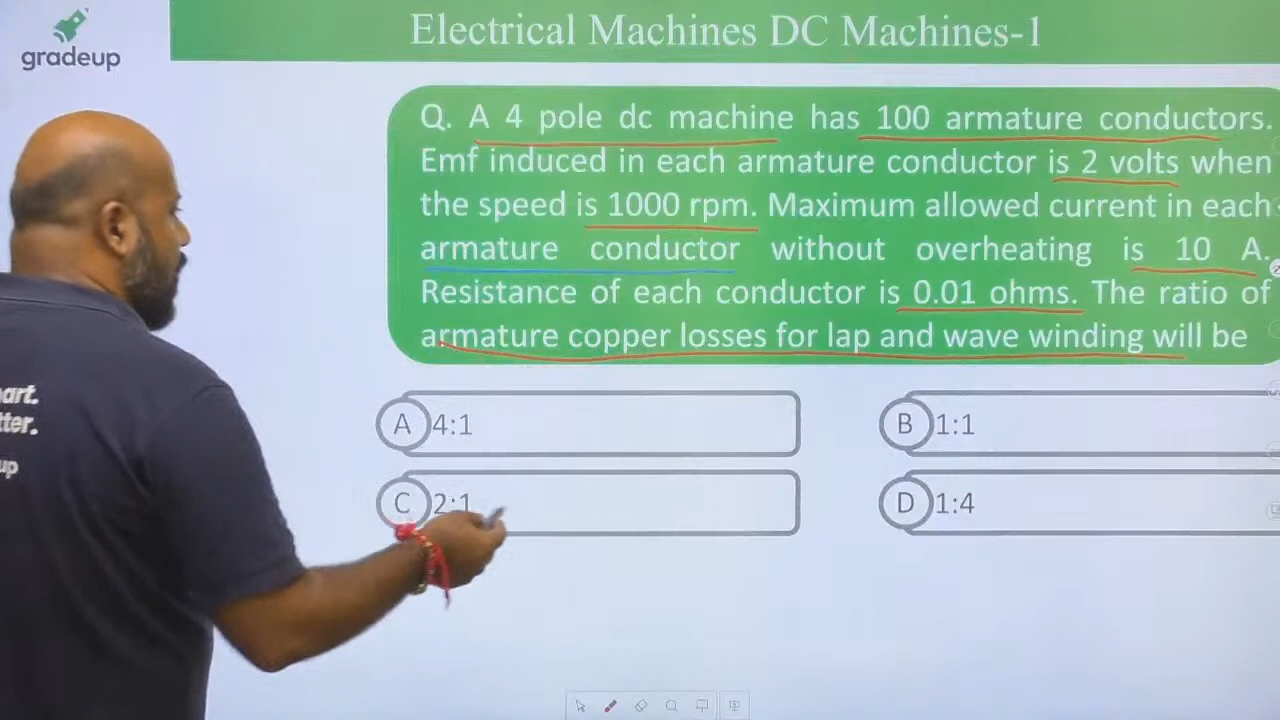 gradeup
Electrical Machines DC Machines-1
Q. A 4 pole dc machine has 100 armature conductors.
Emf induced in each armature conductor is 2 volts when
the speed is 1000 rpm. Maximum allowed current in each
armature conductor without overheating is 10 A.
Resistance of each conductor is 0.01 ohms. The ratio of
armature copper losses for lap and wave winding will be
A 4:1
B 1:1
C 2:1
D 1:4
art.
tter.
up